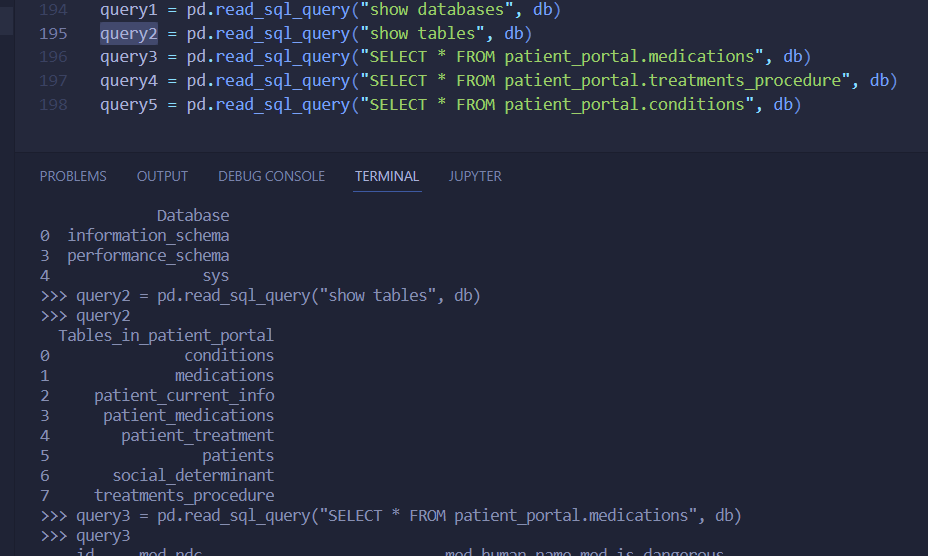 194 query1 = pd.read_sql_query("show databases", db)
195 query2 = pd.read_sql_query("show tables", db)
196 query3 = pd.read_sql_query("SELECT * FROM patient_portal.medications", db)
197 query4 = pd.read_sql_query("SELECT * FROM patient_portal.treatments_procedure", db)
198 query5 = pd.read_sql_query("SELECT * FROM patient_portal.conditions", db)
PROBLEMS OUTPUT DEBUG CONSOLE TERMINAL JUPYTER
Database
0 information_schema
3 performance_schema
4 sys
>>> query2 = pd.read_sql_query("show tables", db)
>>> query2
Tables_in_patient_portal
0 conditions
1 medications
2 patient_current_info
3 patient_medications
4 patient_treatment
5 patients
6 social_determinant
7 treatments_procedure
>>> query3 = pd.read_sql_query("SELECT * FROM patient_portal.medications", db)
>>> query3
id med_ndc med_human_name med_is_dangerous